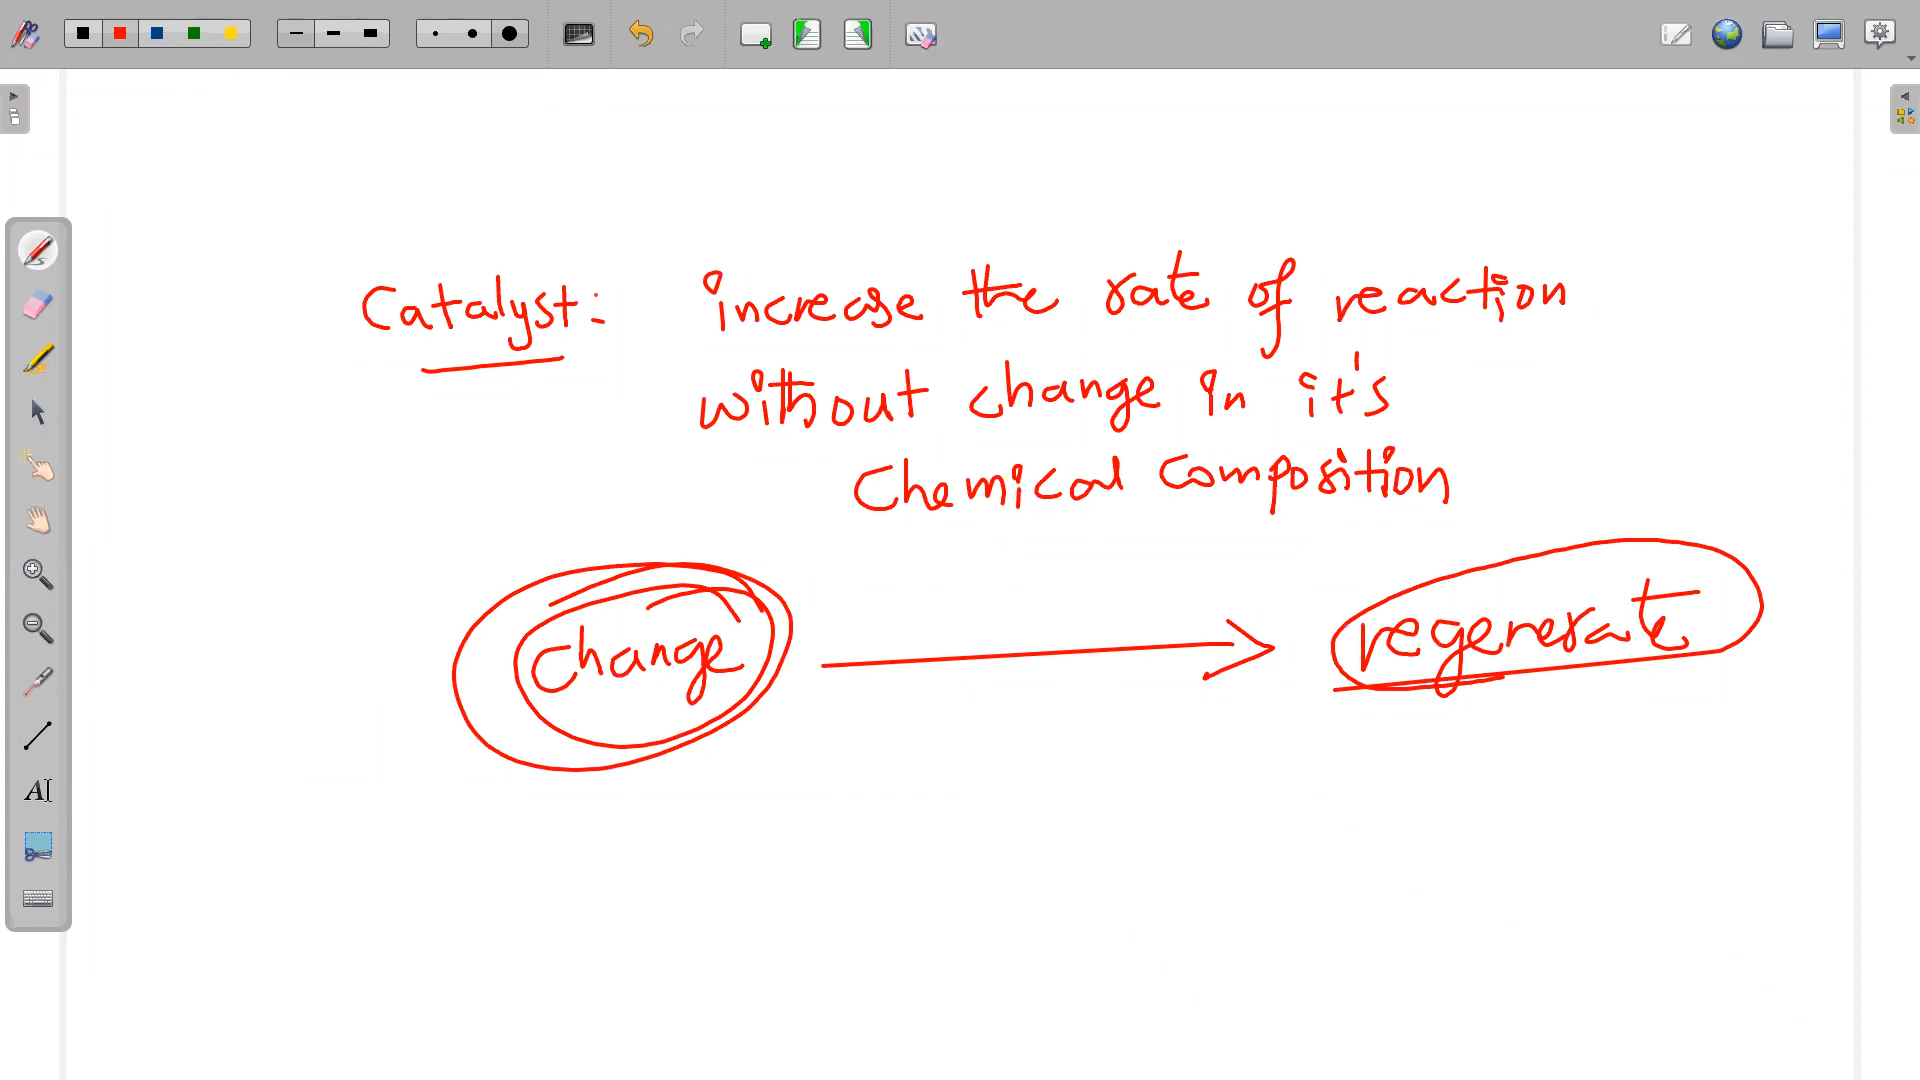 Catalyst: increase the rate of reaction
without change in it's
Chemical composition
change → regenerate